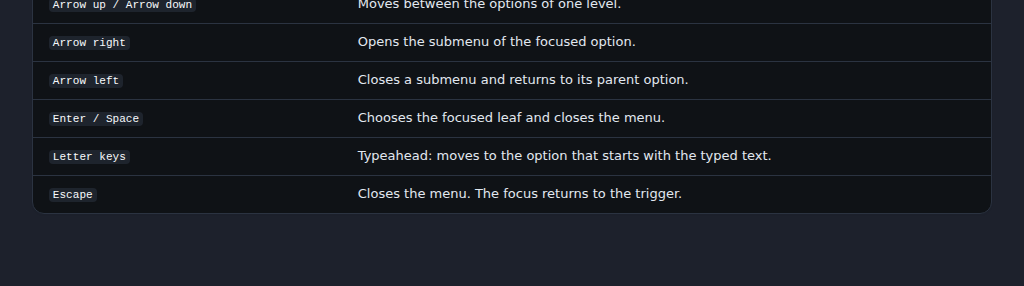 Arrow up / Arrow down Moves between the options of one level.
Arrow right Opens the submenu of the focused option.
Arrow left Closes a submenu and returns to its parent option.
Enter / Space Chooses the focused leaf and closes the menu.
Letter keys Typeahead: moves to the option that starts with the typed text.
Escape Closes the menu. The focus returns to the trigger.